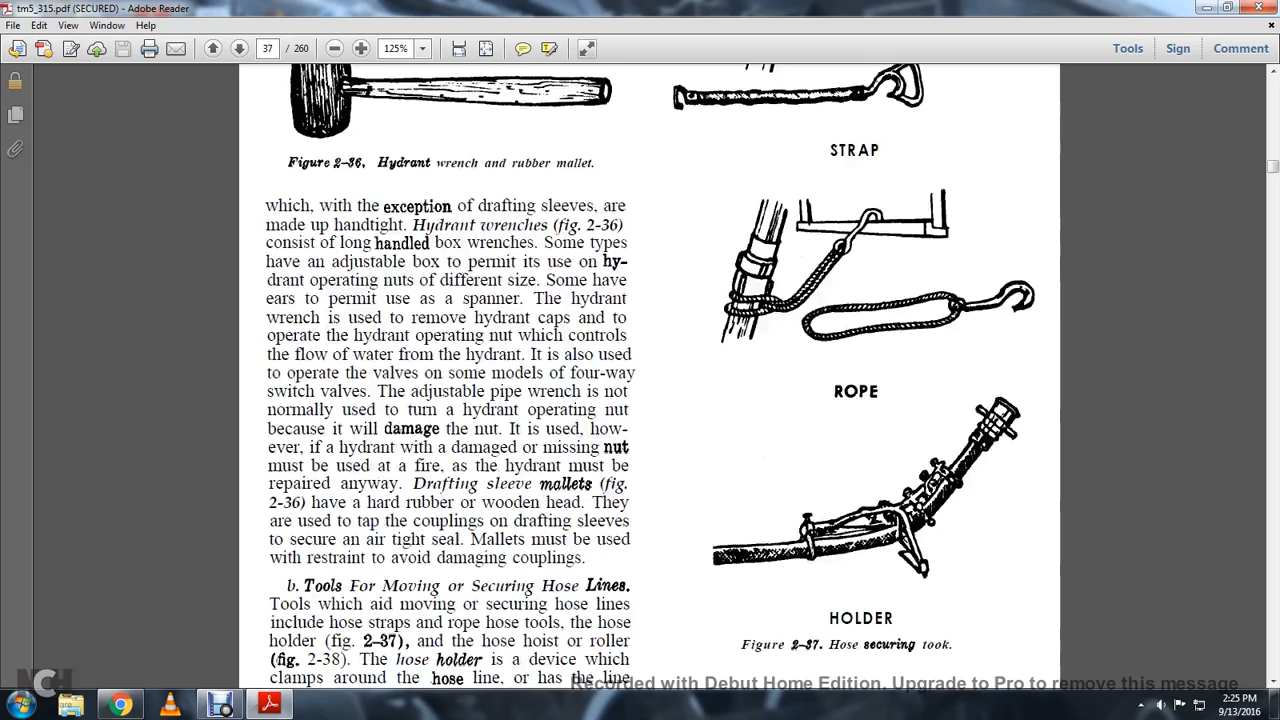 tm5_315.pdf (SECURED) - Adobe Reader
File Edit View Window Help
37 / 260 125% Tools Sign Comment
Figure 2-36. Hydrant wrench and rubber mallet.
which, with the exception of drafting sleeves, are
made up handtight. Hydrant wrenches (fig. 2-36)
consist of long handled box wrenches. Some types
have an adjustable box to permit its use on hy-
drant operating nuts of different size. Some have
ears to permit use as a spanner. The hydrant
wrench is used to remove hydrant caps and to
operate the hydrant operating nut which controls
the flow of water from the hydrant. It is also used
to operate the valves on some models of four-way
switch valves. The adjustable pipe wrench is not
normally used to turn a hydrant operating nut
because it will damage the nut. It is used, how-
ever, if a hydrant with a damaged or missing nut
must be used at a fire, as the hydrant must be
repaired anyway. Drafting sleeve mallets (fig.
2-36) have a hard rubber or wooden head. They
are used to tap the couplings on drafting sleeves
to secure an air tight seal. Mallets must be used
with restraint to avoid damaging couplings.
b. Tools For Moving or Securing Hose Lines.
Tools which aid moving or securing hose lines
include hose straps and rope hose tools, the hose
holder (fig. 2-37), and the hose hoist or roller
(fig. 2-38). The hose holder is a device which
clamps around the hose line, or has the line
STRAP
ROPE
HOLDER
Figure 2-37. Hose securing took.
NCH
Recorded with Debut Home Edition. Upgrade to Pro to remove this message
2:25 PM
9/13/2016